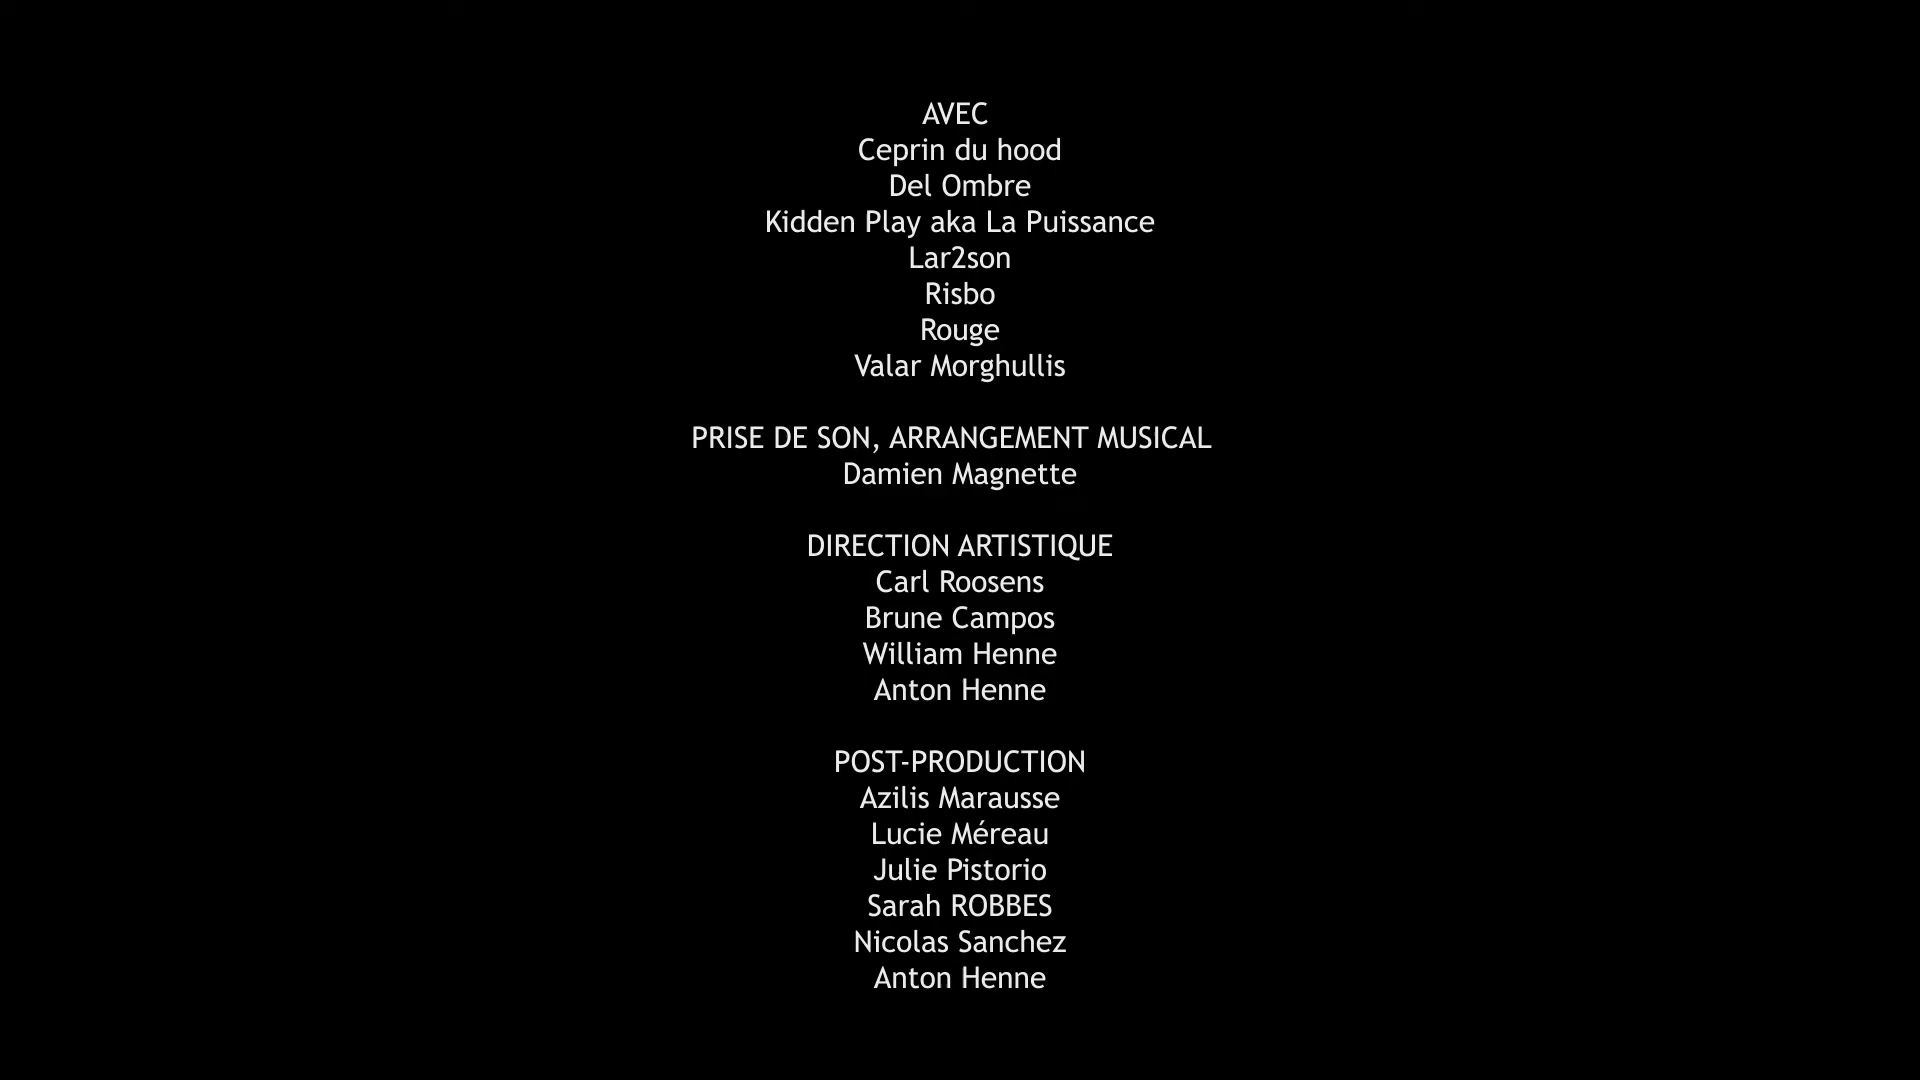 AVEC
Ceprin du hood
Del Ombre
Kidden Play aka La Puissance
Lar2son
Risbo
Rouge
Valar Morghullis
PRISE DE SON, ARRANGEMENT MUSICAL
Damien Magnette
DIRECTION ARTISTIQUE
Carl Roosens
Brune Campos
William Henne
Anton Henne
POST-PRODUCTION
Azilis Marausse
Lucie Méreau
Julie Pistorio
Sarah ROBBES
Nicolas Sanchez
Anton Henne